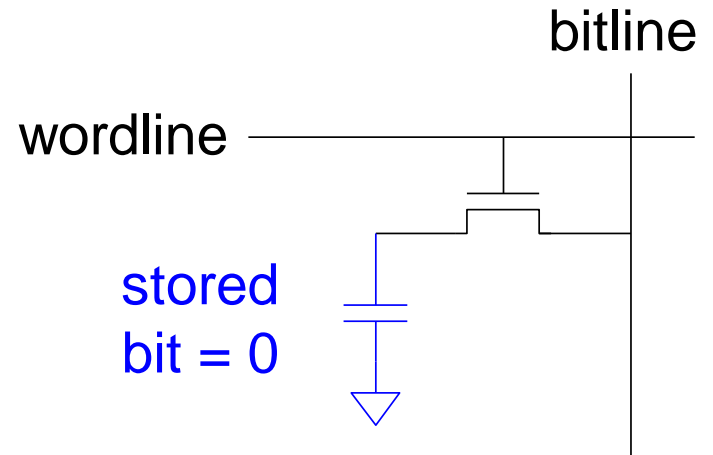 bitline
wordline
stored
bit = 0